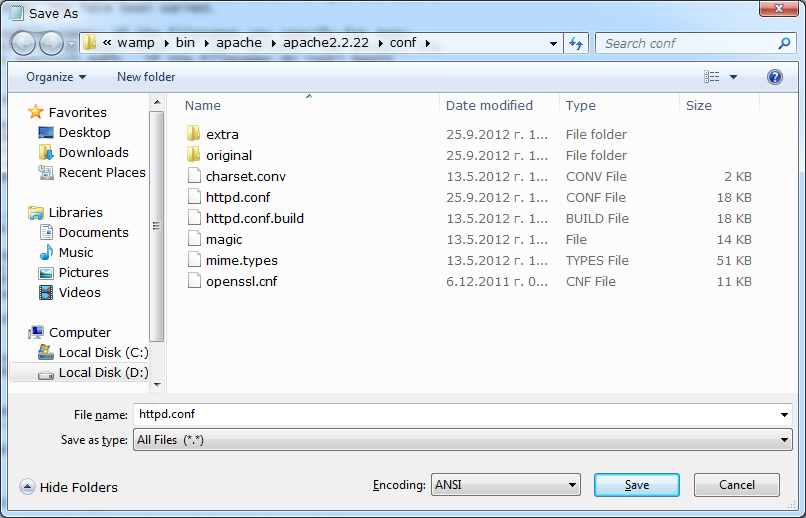 have been earned.
Save As
« wamp ▸ bin ▸ apache ▸ apache2.2.22 ▸ conf ▸
Search conf
Organize
New folder
Name Date modified Type Size
Favorites
Desktop
Downloads
Recent Places
Libraries
Documents
Music
Pictures
Videos
Computer
Local Disk (C:)
Local Disk (D:)
extra 25.9.2012 г. 1... File folder
original 25.9.2012 г. 1... File folder
charset.conv 13.5.2012 г. 1... CONV File 2 KB
httpd.conf 25.9.2012 г. 1... CONF File 18 KB
httpd.conf.build 13.5.2012 г. 1... BUILD File 18 KB
magic 13.5.2012 г. 1... File 14 KB
mime.types 13.5.2012 г. 1... TYPES File 51 KB
openssl.cnf 6.12.2011 г. 0... CNF File 11 KB
File name: httpd.conf
Save as type: All Files (*.*)
Hide Folders
Encoding: ANSI
Save
Cancel